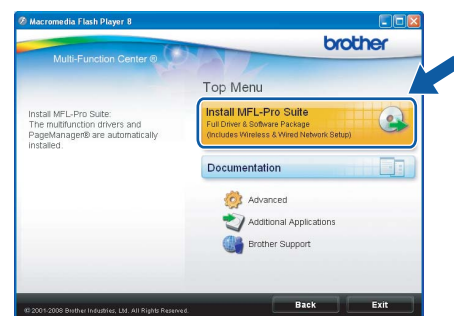 Macromedia Flash Player 8
brother
Multi-Function Center ®
Top Menu
Install MFL-Pro Suite:
The multifunction drivers and
PageManager® are automatically
installed.
Install MFL-Pro Suite
Full Driver & Software Package
(Includes Wireless & Wired Network Setup)
Documentation
Advanced
Additional Applications
Brother Support
© 2001-2008 Brother Industries, Ltd. All Rights Reserved.
Back
Exit